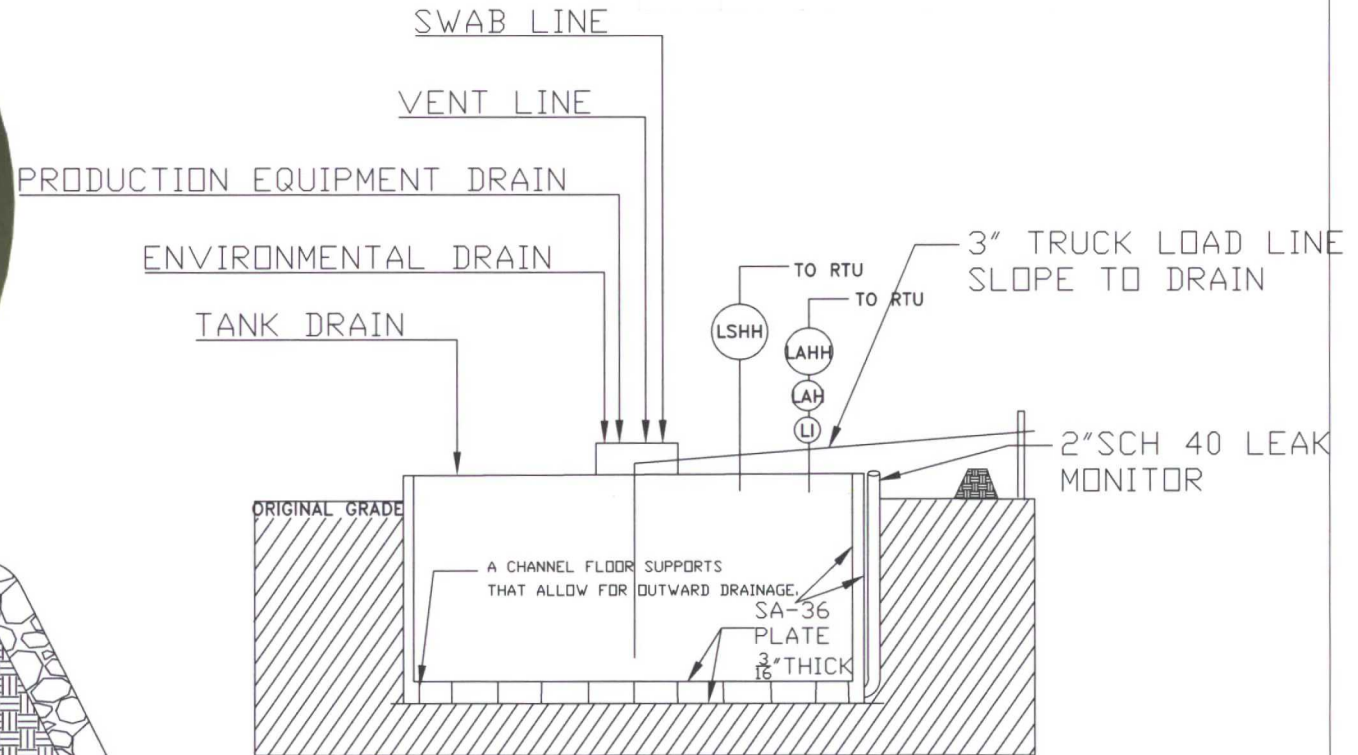 SWAB LINE
VENT LINE
PRODUCTION EQUIPMENT DRAIN
ENVIRONMENTAL DRAIN
TANK DRAIN
TO RTU
TO RTU
3" TRUCK LOAD LINE
SLOPE TO DRAIN
LSHH
LAHH
LAH
LI
2"SCH 40 LEAK
MONITOR
ORIGINAL GRADE
A CHANNEL FLOOR SUPPORTS
THAT ALLOW FOR OUTWARD DRAINAGE.
SA-36
PLATE
3/16"THICK